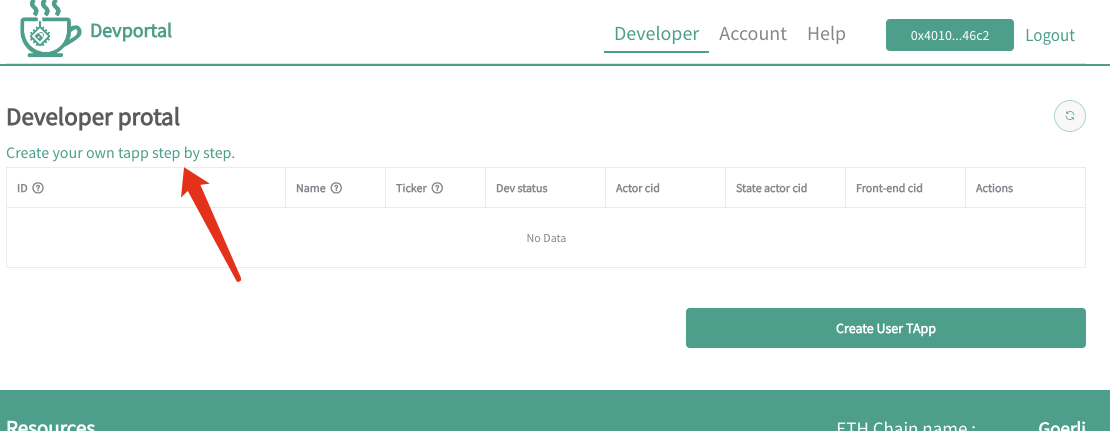 Devportal
Developer Account Help 0x4010...46c2 Logout
Developer protal
Create your own tapp step by step.
ID Name Ticker Dev status Actor cid State actor cid Front-end cid Actions
No Data
Create User TApp
Resources ETH Chain name : Goerli